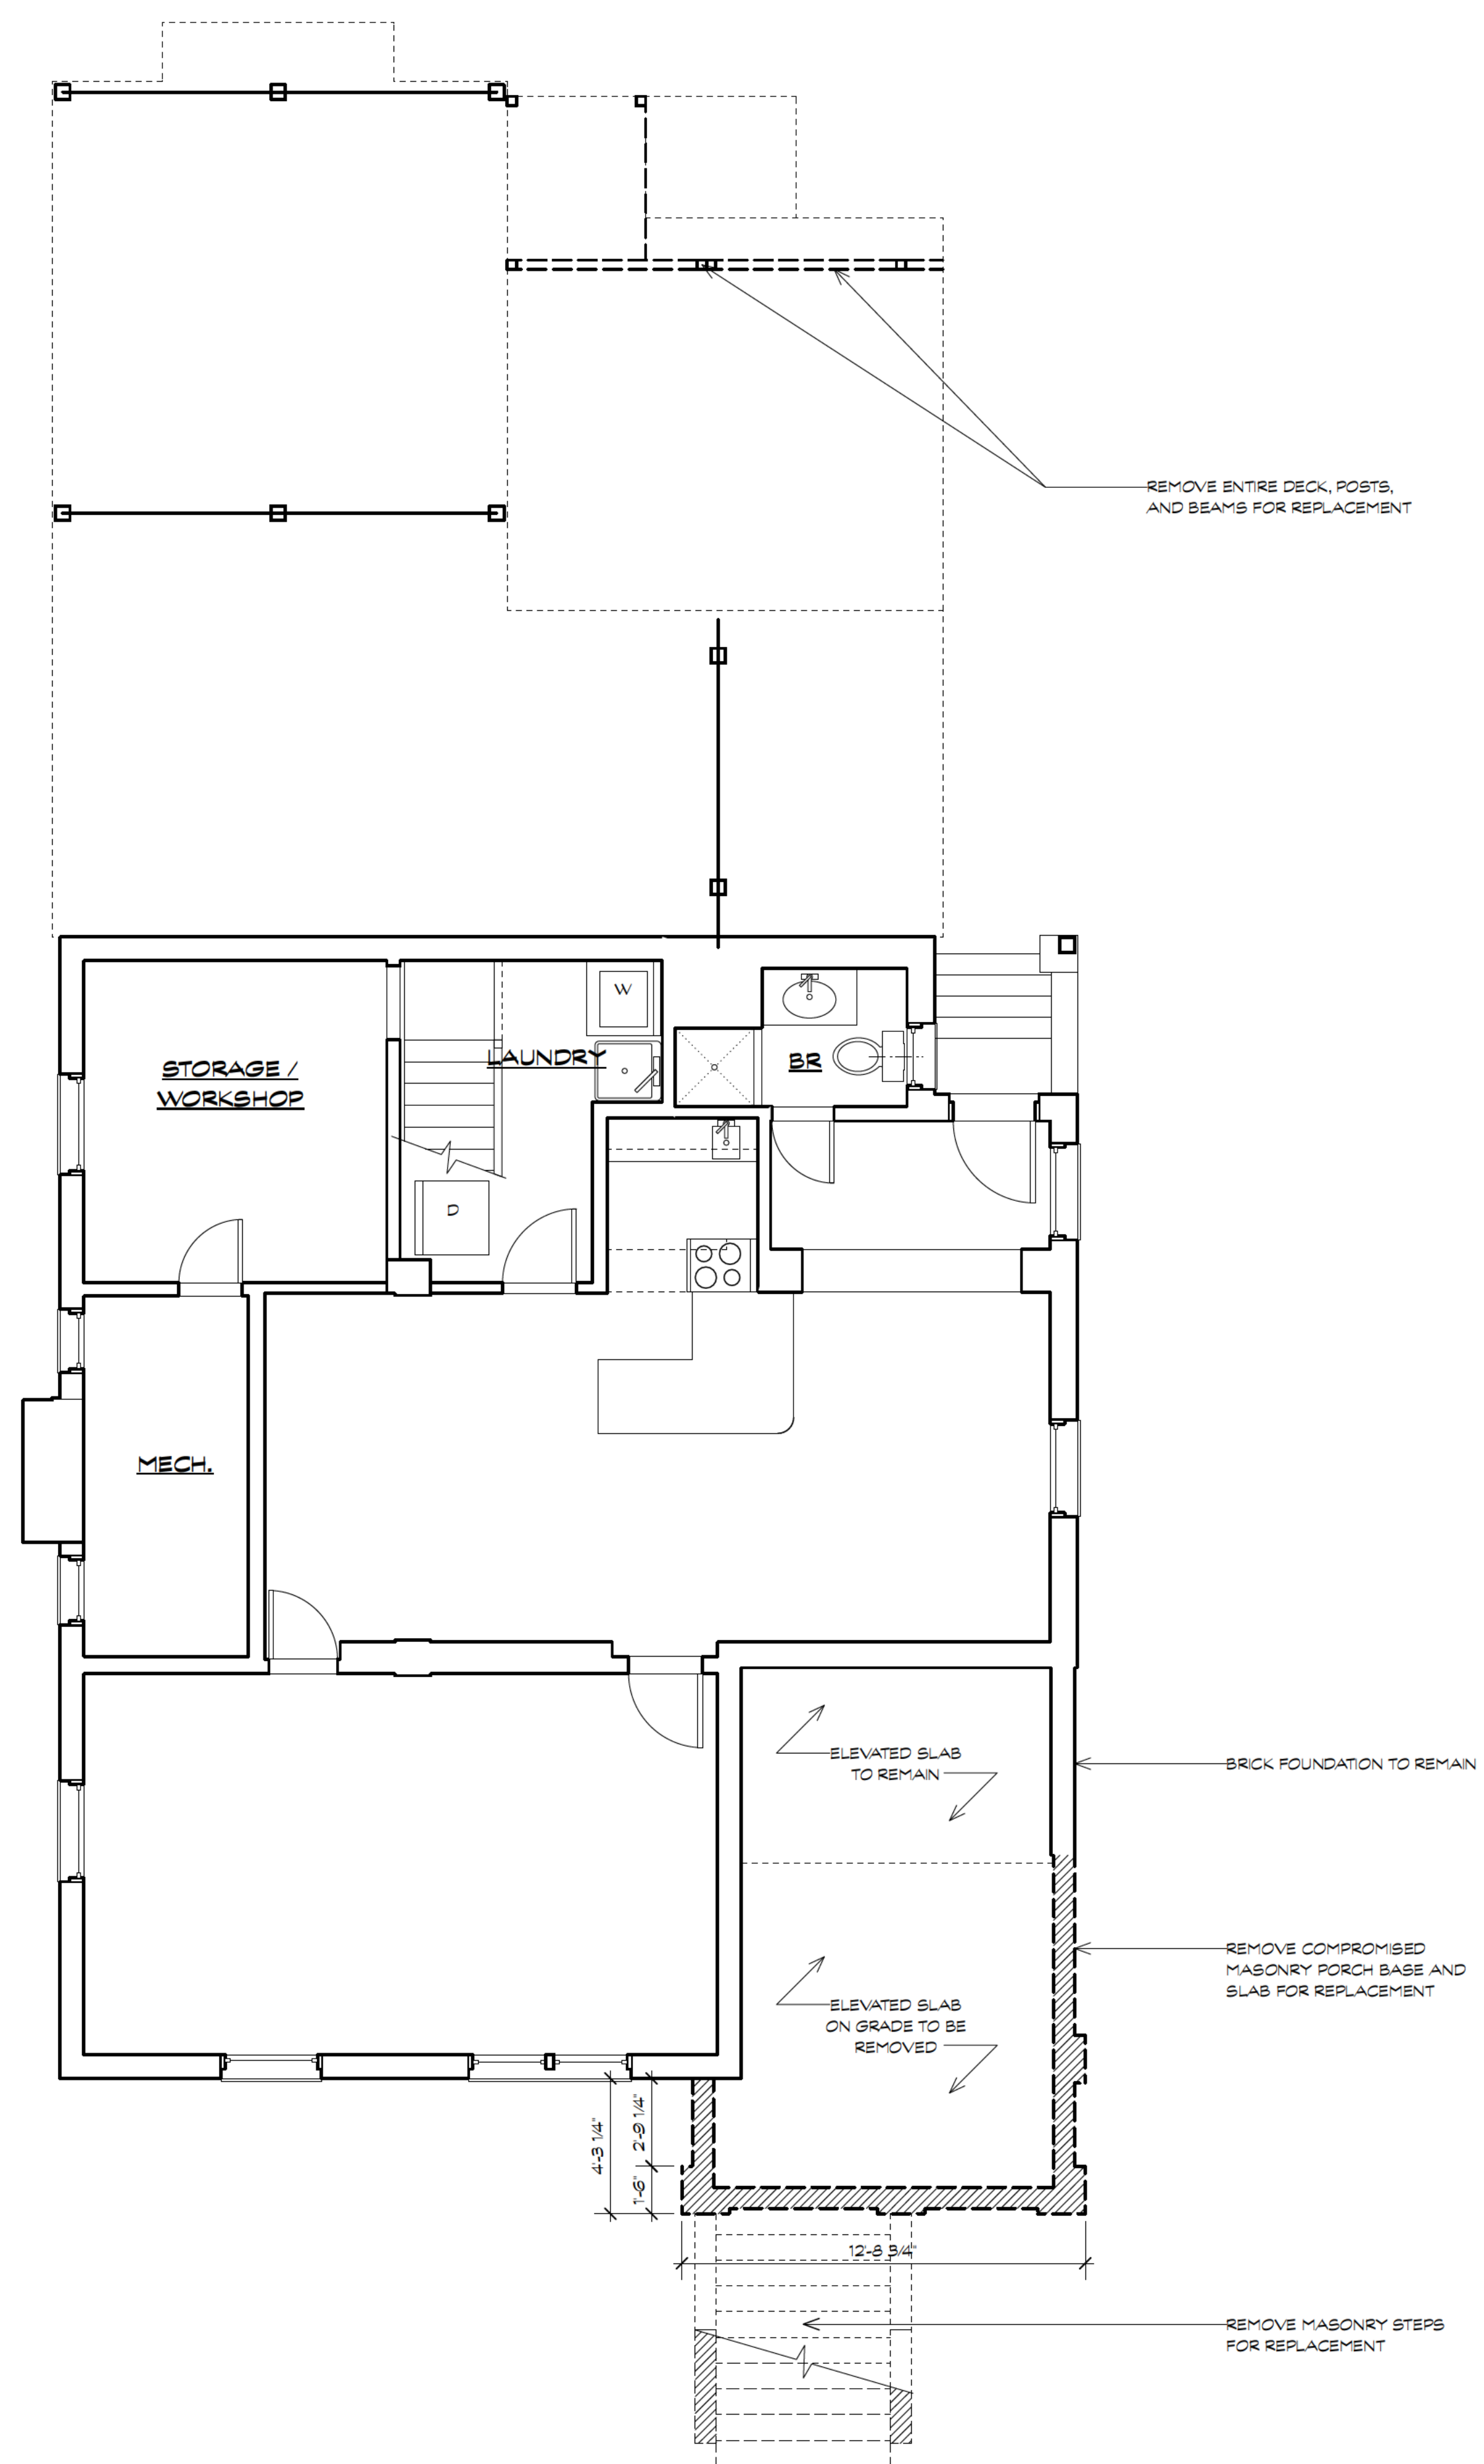 REMOVE ENTIRE DECK, POSTS,
AND BEAMS FOR REPLACEMENT
W
STORAGE /
WORKSHOP
LAUNDRY
BR
D
MECH.
ELEVATED SLAB
TO REMAIN
BRICK FOUNDATION TO REMAIN
REMOVE COMPROMISED
MASONRY PORCH BASE AND
SLAB FOR REPLACEMENT
ELEVATED SLAB
ON GRADE TO BE
REMOVED
4'-3 1/4"
2'-9 1/4"
1'-6"
12'-8 3/4"
REMOVE MASONRY STEPS
FOR REPLACEMENT